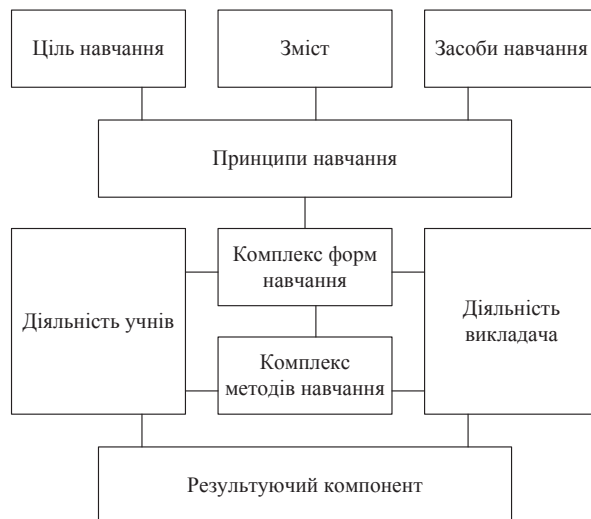 Ціль навчання
Зміст
Засоби навчання
Принципи навчання
Діяльність учнів
Комплекс форм
навчання
Комплекс
методів навчання
Діяльність
викладача
Результуючий компонент